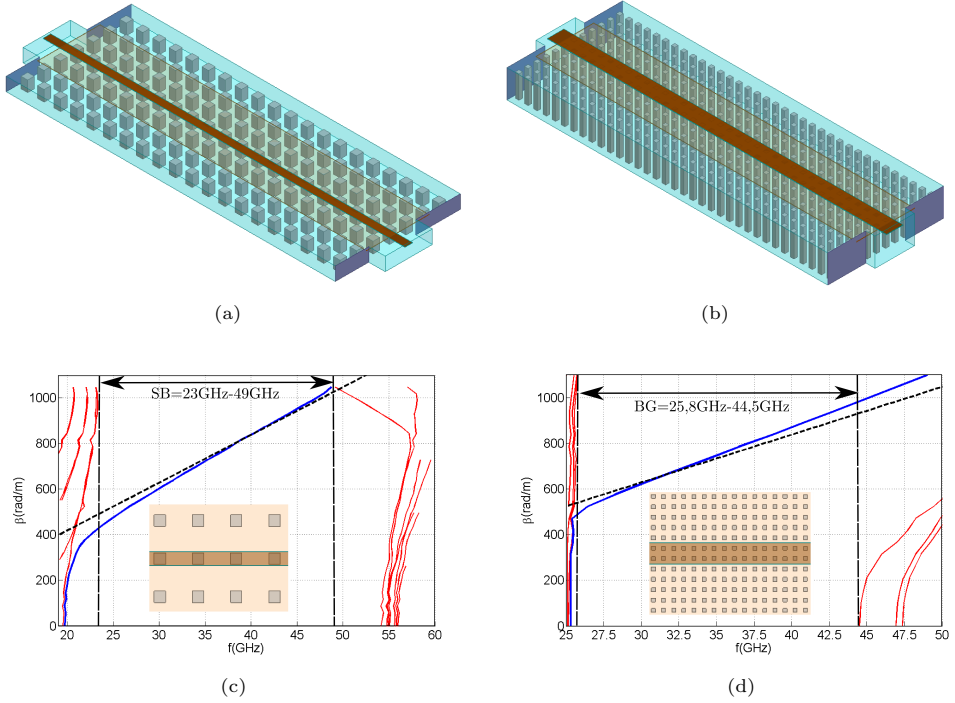 (a)
(b)
SB=23GHz-49GHz
1000
800
600
400
200
0
β(rad/m)
20 25 30 35 40 45 50 55 60
f(GHz)
BG=25,8GHz-44,5GHz
1000
800
600
400
200
0
β(rad/m)
25 27.5 30 32.5 35 37.5 40 42.5 45 47.5 50
f(GHz)
(c)
(d)